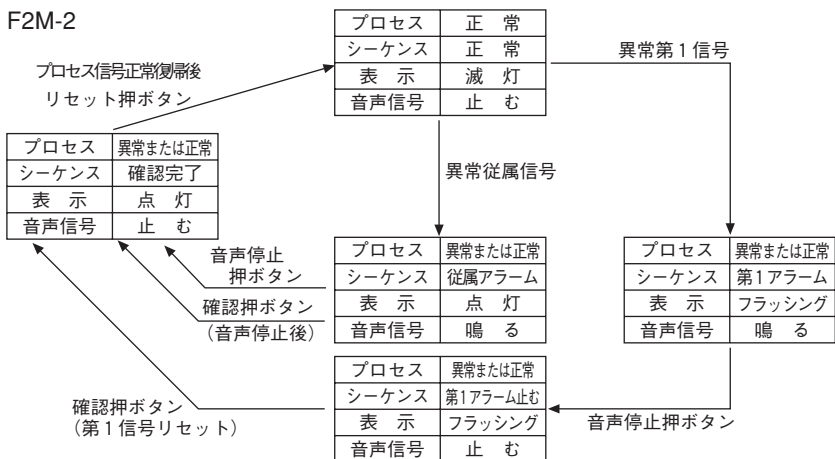 F2M-2
プロセス 正 常
シーケンス 正 常
表 示 滅 灯
音声信号 止 む
プロセス信号正常復帰後
リセット押ボタン
異常第1信号
プロセス 異常または正常
シーケンス 確認完了
表 示 点 灯
音声信号 止 む
異常従属信号
音声停止
押ボタン
確認押ボタン
(音声停止後)
プロセス 異常または正常
シーケンス 従属アラーム
表 示 点 灯
音声信号 鳴 る
プロセス 異常または正常
シーケンス 第1アラーム
表 示 フラッシング
音声信号 鳴 る
確認押ボタン
(第1信号リセット)
プロセス 異常または正常
シーケンス 第1アラーム止む
表 示 フラッシング
音声信号 止 む
音声停止押ボタン